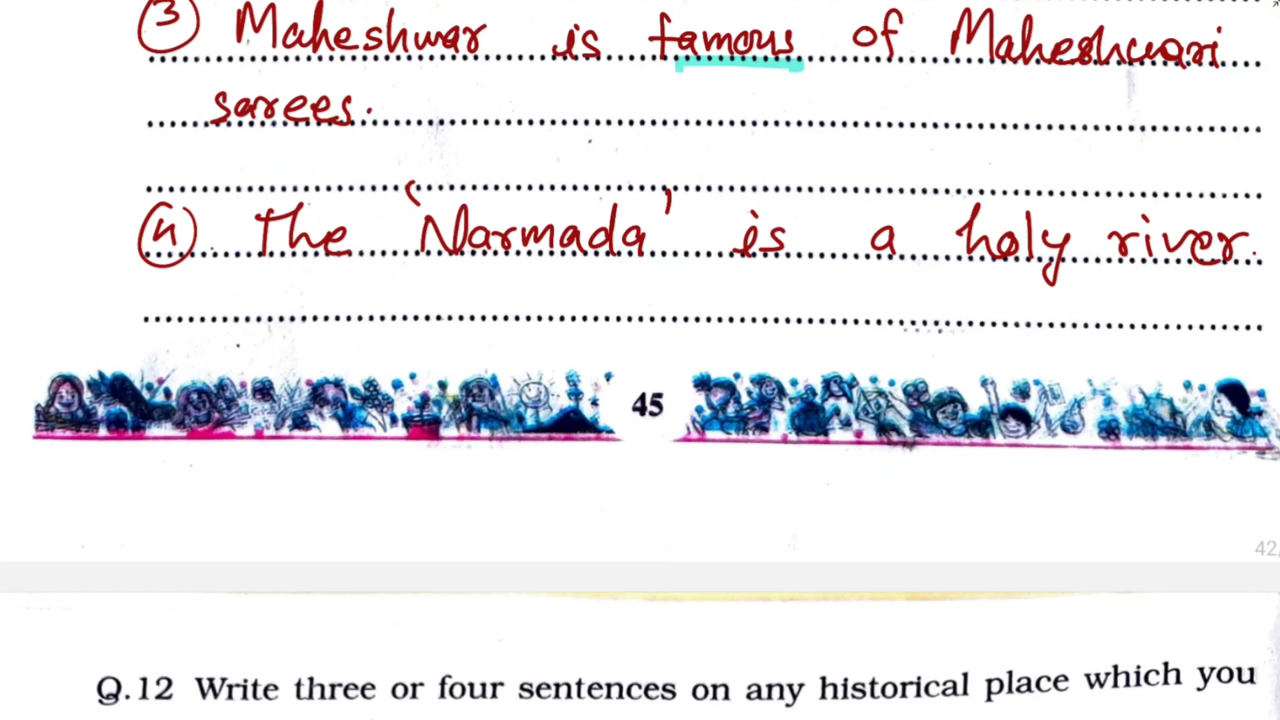 3 Maheshwar is famous of Maheshwari
sarees.
4 The 'Narmada' is a holy river.
45
42
Q.12 Write three or four sentences on any historical place which you